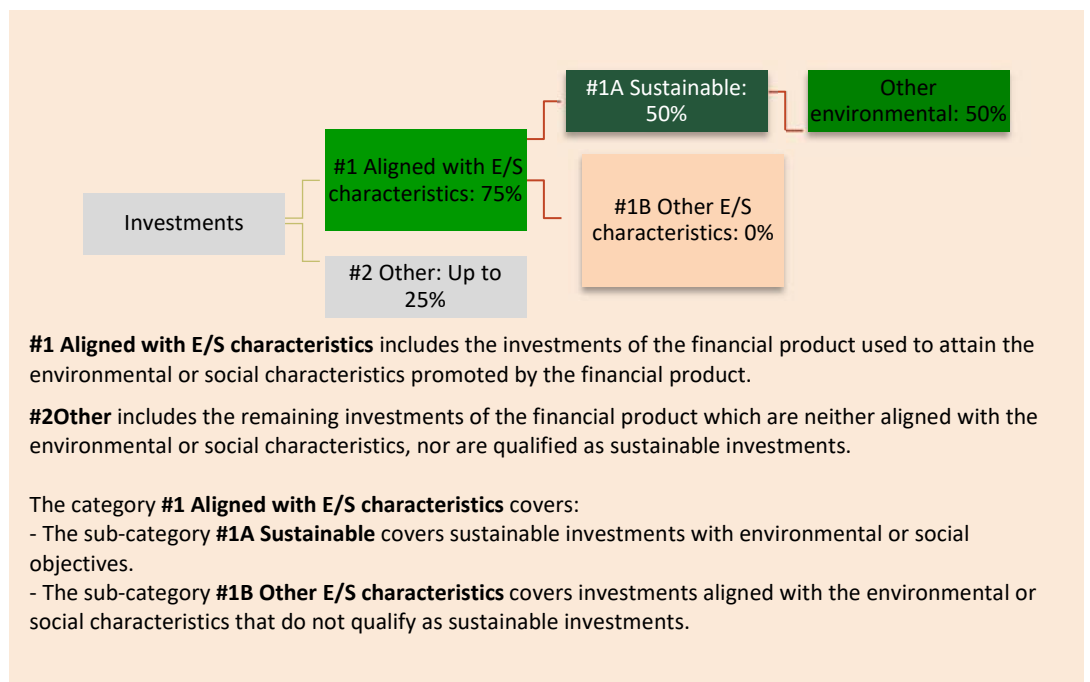 #1A Sustainable:
50%
Other
environmental: 50%
#1 Aligned with E/S
characteristics: 75%
Investments
#1B Other E/S
characteristics: 0%
#2 Other: Up to
25%
#1 Aligned with E/S characteristics includes the investments of the financial product used to attain the
environmental or social characteristics promoted by the financial product.
#2Other includes the remaining investments of the financial product which are neither aligned with the
environmental or social characteristics, nor are qualified as sustainable investments.
The category #1 Aligned with E/S characteristics covers:
- The sub-category #1A Sustainable covers sustainable investments with environmental or social
objectives.
- The sub-category #1B Other E/S characteristics covers investments aligned with the environmental or
social characteristics that do not qualify as sustainable investments.